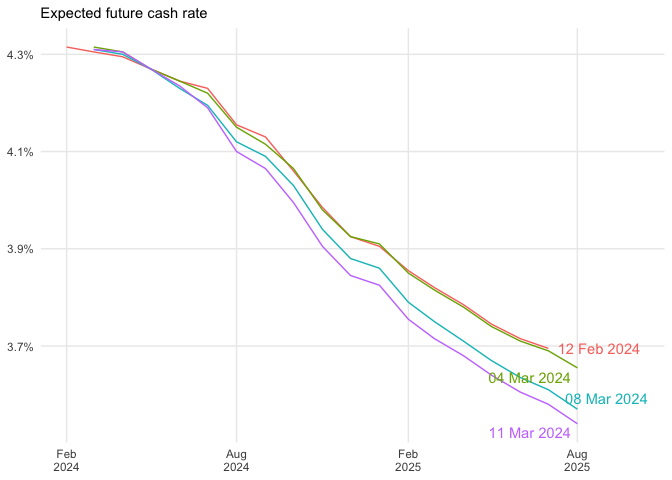 Expected future cash rate
4.3%
4.1%
3.9%
3.7%
12 Feb 2024
04 Mar 2024
08 Mar 2024
11 Mar 2024
Feb
2024
Aug
2024
Feb
2025
Aug
2025